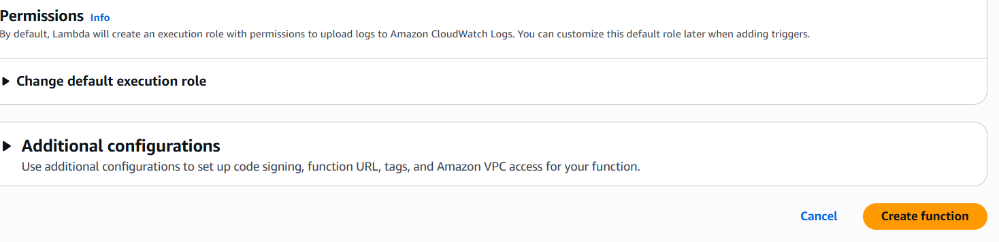 Permissions Info
By default, Lambda will create an execution role with permissions to upload logs to Amazon CloudWatch Logs. You can customize this default role later when adding triggers.
Change default execution role
Additional configurations
Use additional configurations to set up code signing, function URL, tags, and Amazon VPC access for your function.
Cancel Create function